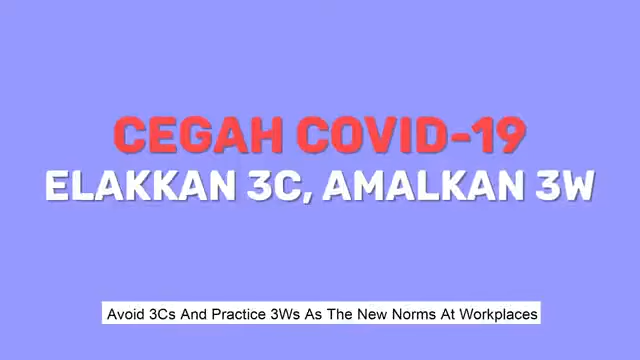 CEGAH COVID-19
ELAKKAN 3C, AMALKAN 3W
Avoid 3Cs And Practice 3Ws As The New Norms At Workplaces